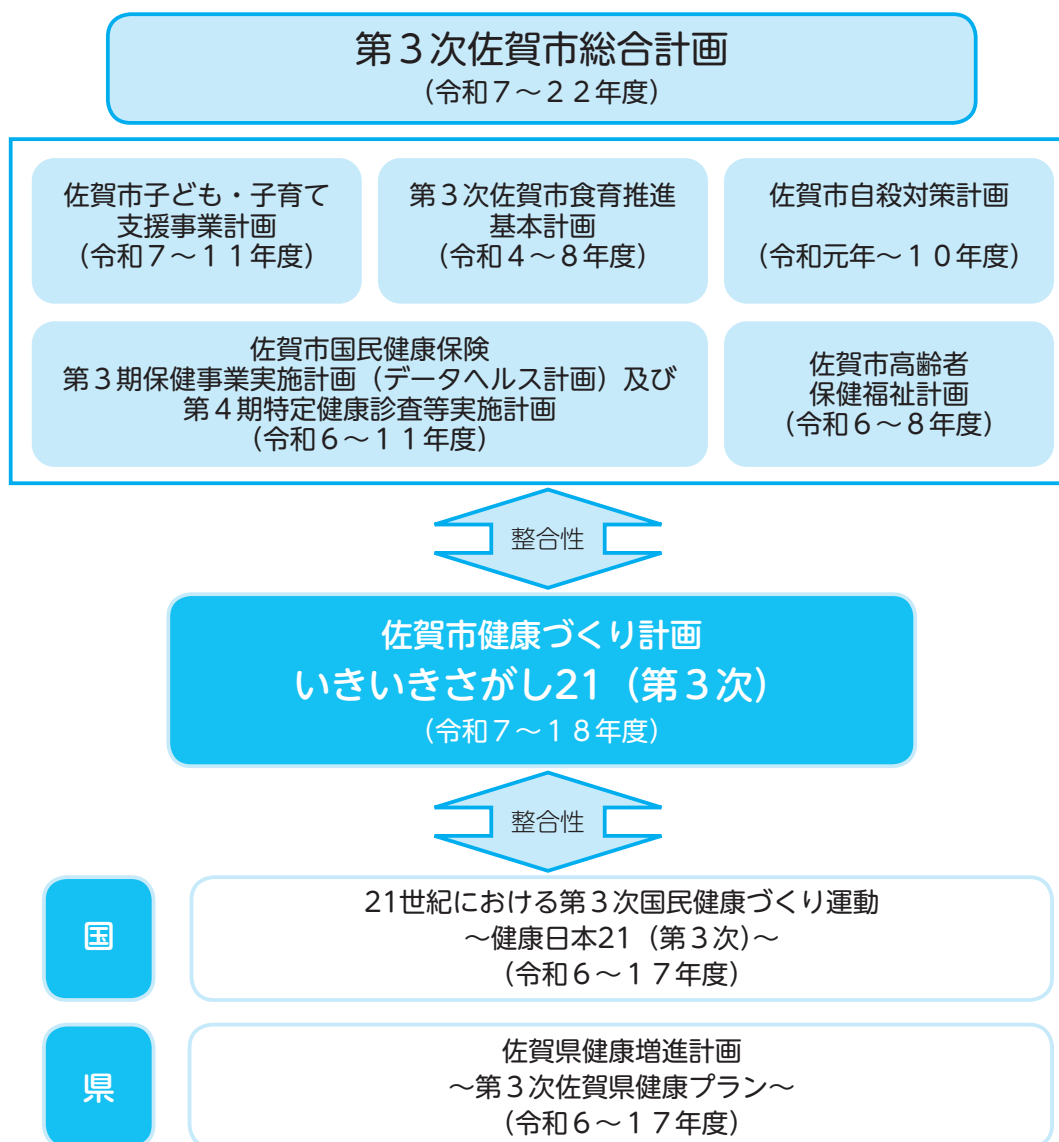 第３次佐賀市総合計画
（令和７～２２年度）
佐賀市子ども・子育て
支援事業計画
（令和７～１１年度）
第３次佐賀市食育推進
基本計画
（令和４～８年度）
佐賀市自殺対策計画
（令和元年～１０年度）
佐賀市国民健康保険
第３期保健事業実施計画（データヘルス計画）及び
第４期特定健康診査等実施計画
（令和６～１１年度）
佐賀市高齢者
保健福祉計画
（令和６～８年度）
整合性
佐賀市健康づくり計画
いきいきさがし21（第３次）
（令和７～１８年度）
整合性
国
21世紀における第３次国民健康づくり運動
～健康日本21（第３次）～
（令和６～１７年度）
県
佐賀県健康増進計画
～第３次佐賀県健康プラン～
（令和６～１７年度）